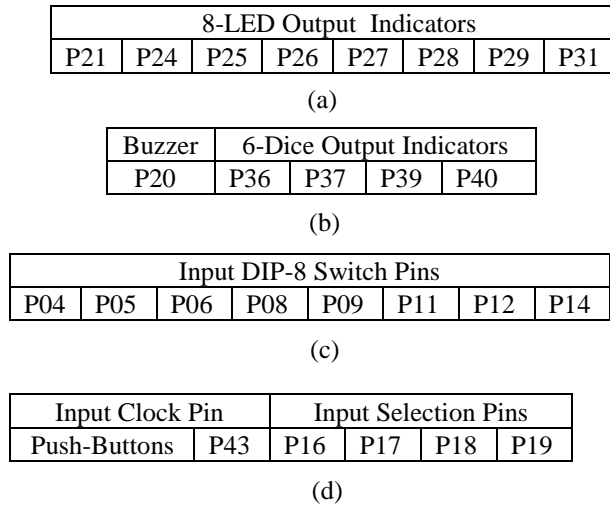 8-LED Output Indicators
P21 P24 P25 P26 P27 P28 P29 P31
(a)
Buzzer 6-Dice Output Indicators
P20 P36 P37 P39 P40
(b)
Input DIP-8 Switch Pins
P04 P05 P06 P08 P09 P11 P12 P14
(c)
Input Clock Pin Input Selection Pins
Push-Buttons P43 P16 P17 P18 P19
(d)